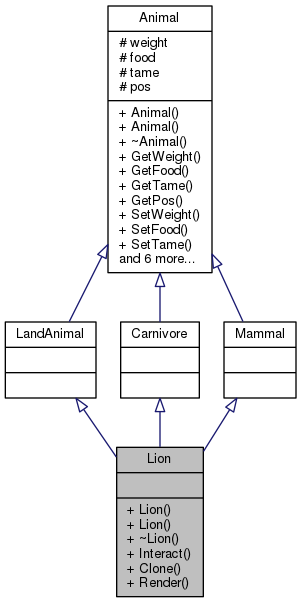 Animal
# weight
# food
# tame
# pos
+ Animal()
+ Animal()
+ ~Animal()
+ GetWeight()
+ GetFood()
+ GetTame()
+ GetPos()
+ SetWeight()
+ SetFood()
+ SetTame()
and 6 more...
LandAnimal
Carnivore
Mammal
Lion
+ Lion()
+ Lion()
+ ~Lion()
+ Interact()
+ Clone()
+ Render()